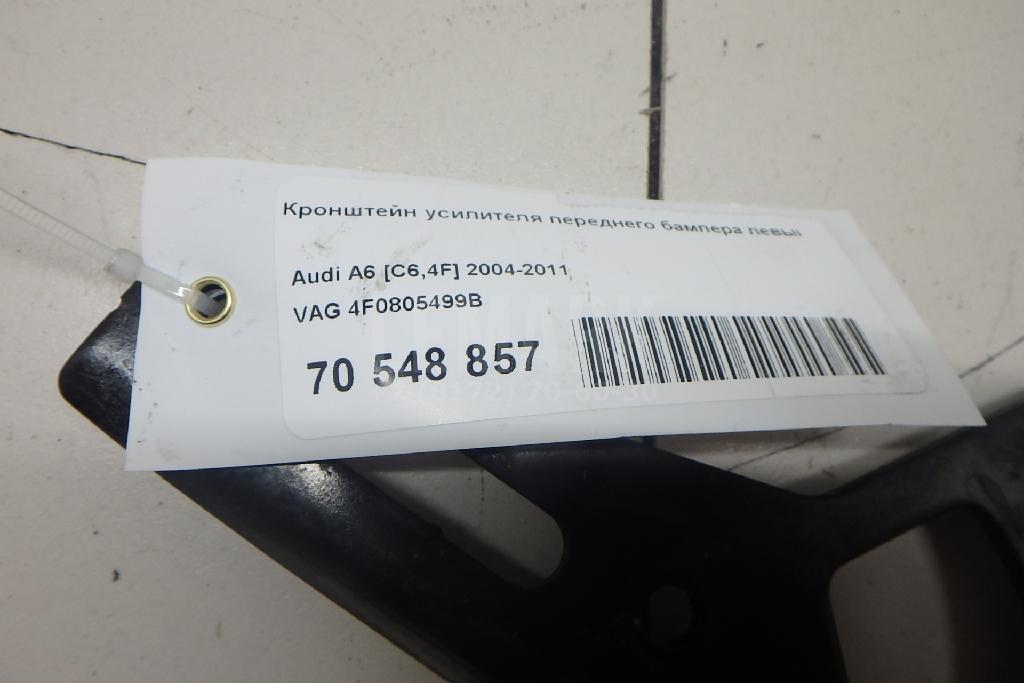 Кронштейн усилителя переднего бампера левый
Audi A6 [C6,4F] 2004-2011
VAG 4F0805499B
70 548 857